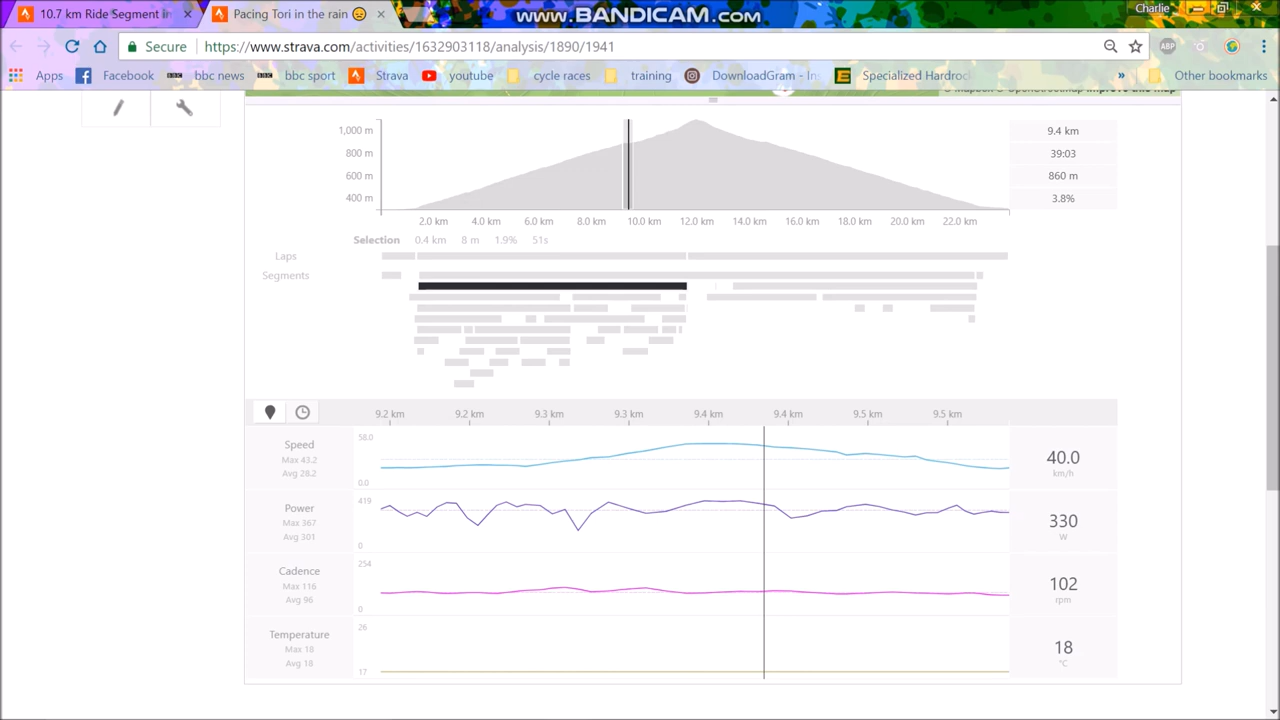 10.7 km Ride Segment in
Pacing Tori in the rain
www.BANDICAM.com
Charlie
Secure
https://www.strava.com/activities/1632903118/analysis/1890/1941
ABP
Apps Facebook bbc news bbc sport Strava youtube cycle races training DownloadGram - In Specialized Hardroc » Other bookmarks
© Mapbox © OpenStreetMap Improve this map
1,000 m
800 m
600 m
400 m
9.4 km
39:03
860 m
3.8%
2.0 km 4.0 km 6.0 km 8.0 km 10.0 km 12.0 km 14.0 km 16.0 km 18.0 km 20.0 km 22.0 km
Selection 0.4 km 8 m 1.9% 51s
Laps
Segments
9.2 km 9.2 km 9.3 km 9.3 km 9.4 km 9.4 km 9.5 km 9.5 km
Speed
Max 43.2
Avg 28.2
58.0
0.0
40.0
km/h
Power
Max 367
Avg 301
419
0
330
W
Cadence
Max 116
Avg 96
254
0
102
rpm
Temperature
Max 18
Avg 18
26
17
18
°C